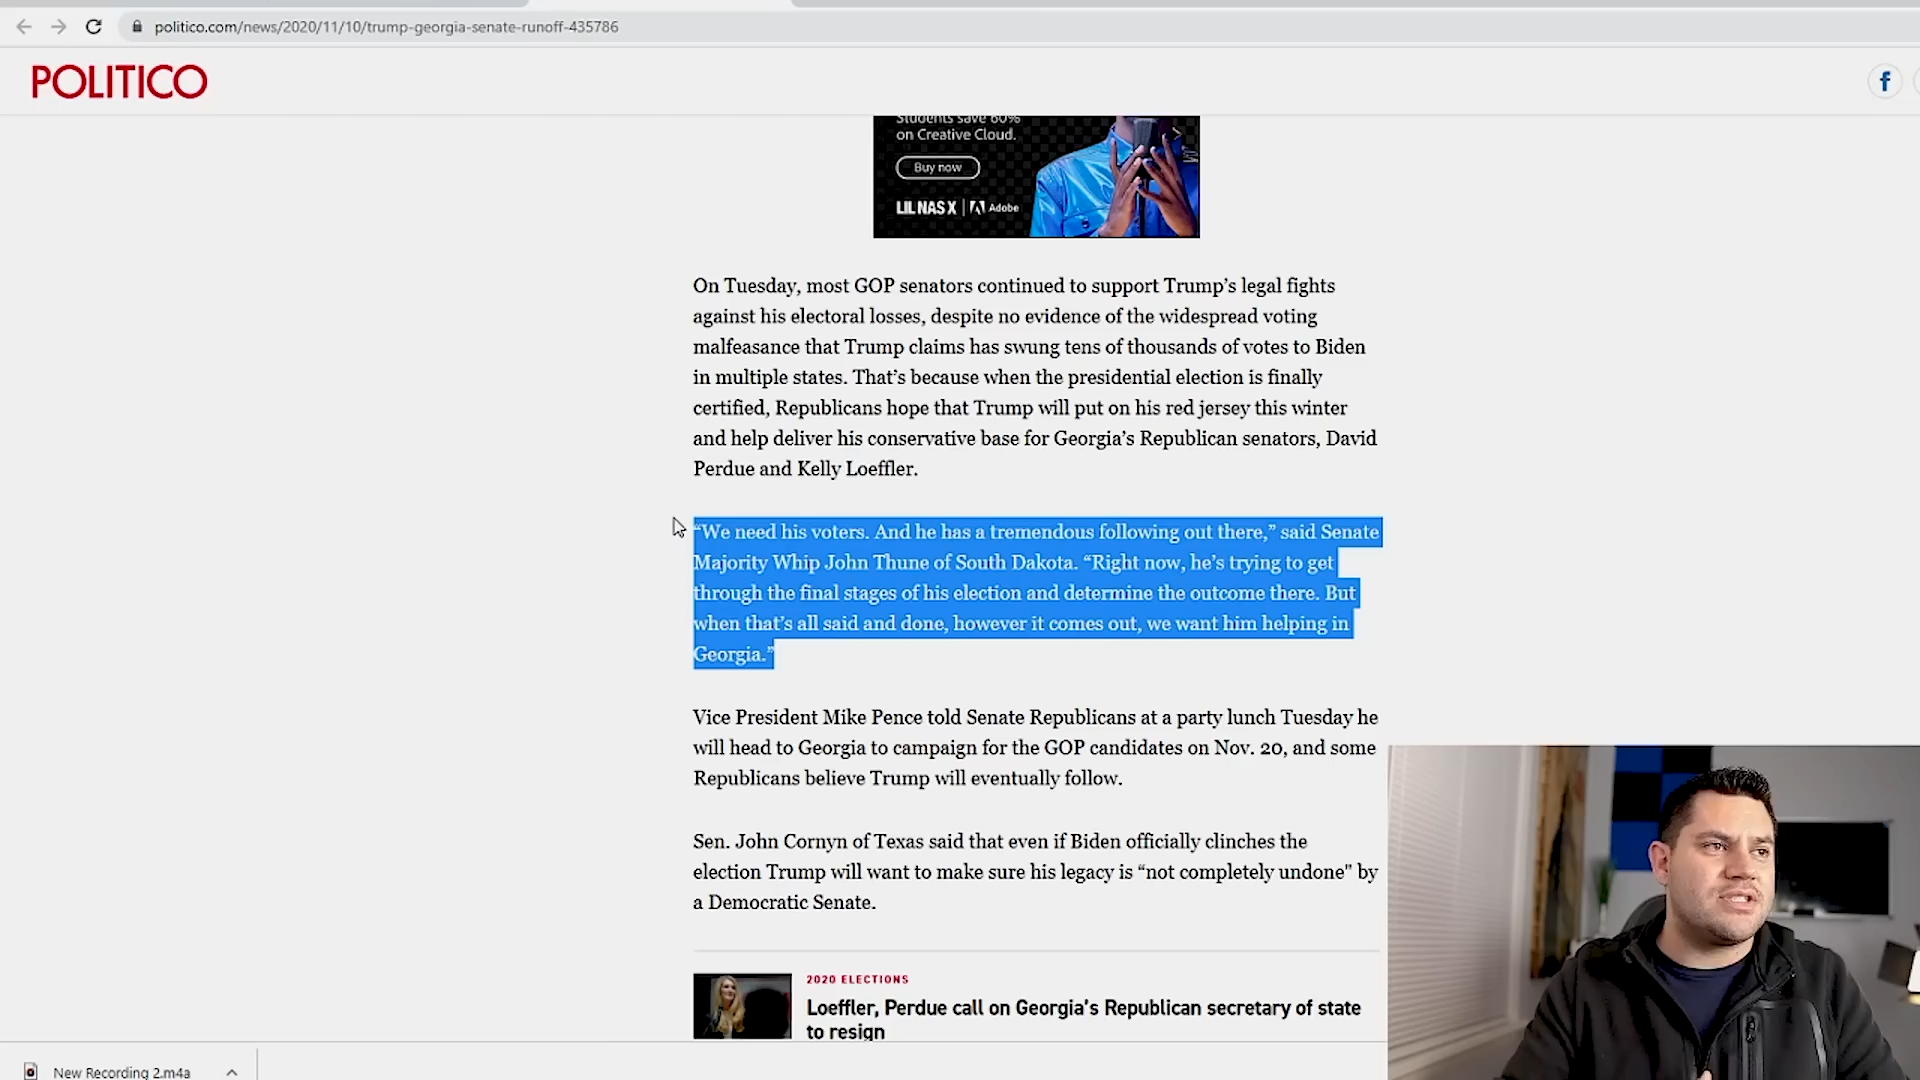 politico.com/news/2020/11/10/trump-georgia-senate-runoff-435786
POLITICO
f
Students save 60%
on Creative Cloud.
Buy now
LIL NAS X | Adobe
On Tuesday, most GOP senators continued to support Trump’s legal fights
against his electoral losses, despite no evidence of the widespread voting
malfeasance that Trump claims has swung tens of thousands of votes to Biden
in multiple states. That’s because when the presidential election is finally
certified, Republicans hope that Trump will put on his red jersey this winter
and help deliver his conservative base for Georgia’s Republican senators, David
Perdue and Kelly Loeffler.
“We need his voters. And he has a tremendous following out there,” said Senate
Majority Whip John Thune of South Dakota. “Right now, he’s trying to get
through the final stages of his election and determine the outcome there. But
when that’s all said and done, however it comes out, we want him helping in
Georgia.”
Vice President Mike Pence told Senate Republicans at a party lunch Tuesday he
will head to Georgia to campaign for the GOP candidates on Nov. 20, and some
Republicans believe Trump will eventually follow.
Sen. John Cornyn of Texas said that even if Biden officially clinches the
election Trump will want to make sure his legacy is “not completely undone" by
a Democratic Senate.
2020 ELECTIONS
Loeffler, Perdue call on Georgia’s Republican secretary of state
to resign
New Recording 2.m4a